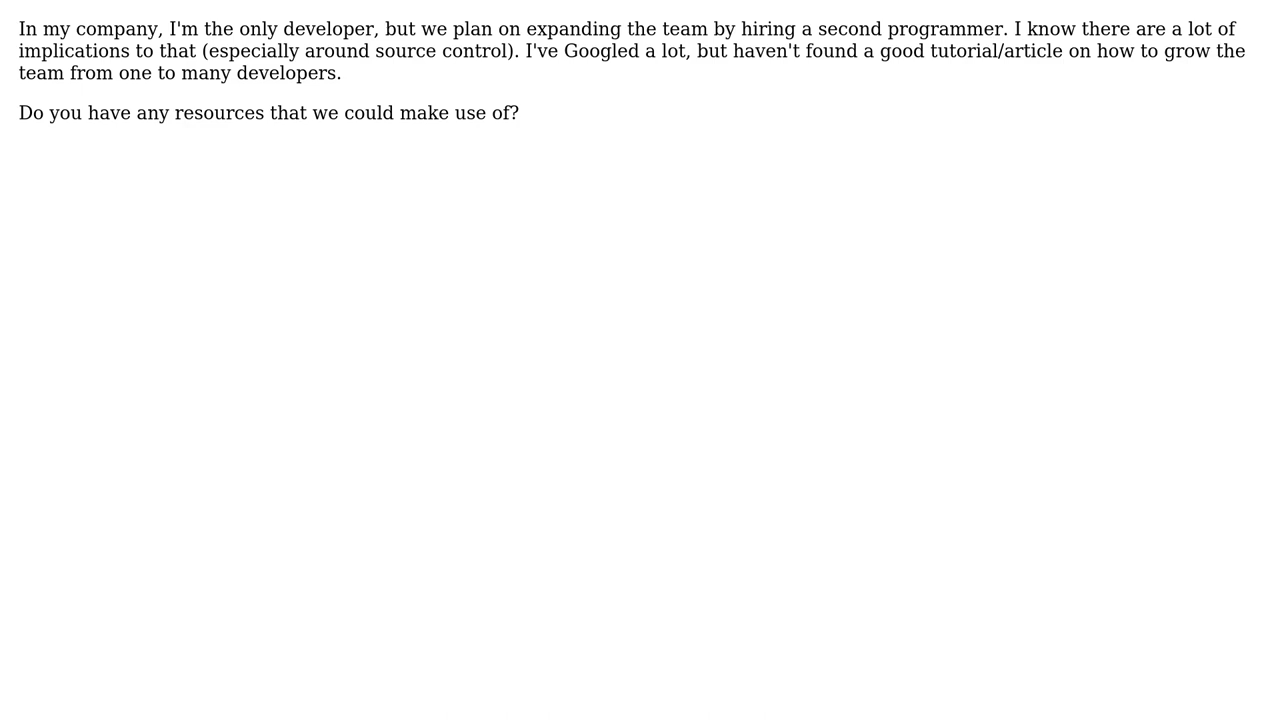 In my company, I'm the only developer, but we plan on expanding the team by hiring a second programmer. I know there are a lot of
implications to that (especially around source control). I've Googled a lot, but haven't found a good tutorial/article on how to grow the
team from one to many developers.
Do you have any resources that we could make use of?